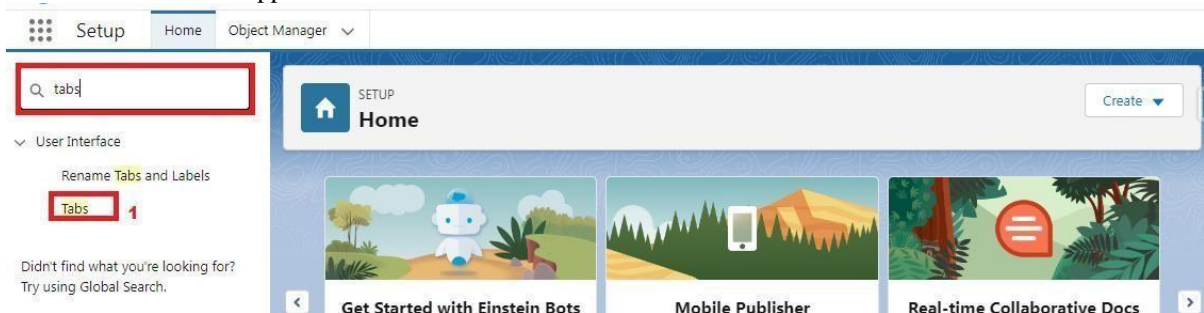 Setup Home Object Manager
tabs
User Interface
Rename Tabs and Labels
Tabs 1
Didn't find what you're looking for?
Try using Global Search.
SETUP
Home
Create
Get Started with Einstein Bots
Mobile Publisher
Real-time Collaborative Docs